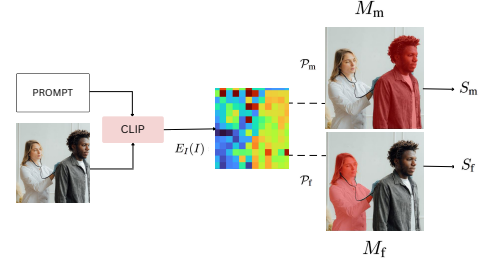 M_m
PROMPT
P_m
S_m
CLIP
E_I(I)
P_f
S_f
M_f